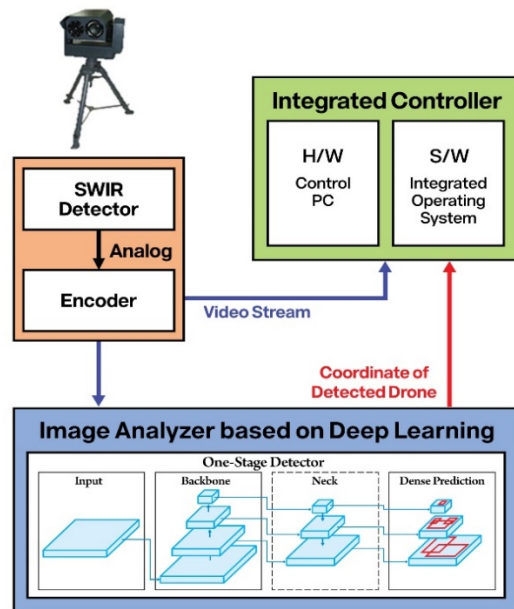 Integrated Controller
H/W
Control
PC
S/W
Integrated
Operating
System
SWIR
Detector
Analog
Encoder
Video Stream
Coordinate of
Detected Drone
Image Analyzer based on Deep Learning
One-Stage Detector
Input
Backbone
Neck
Dense Prediction